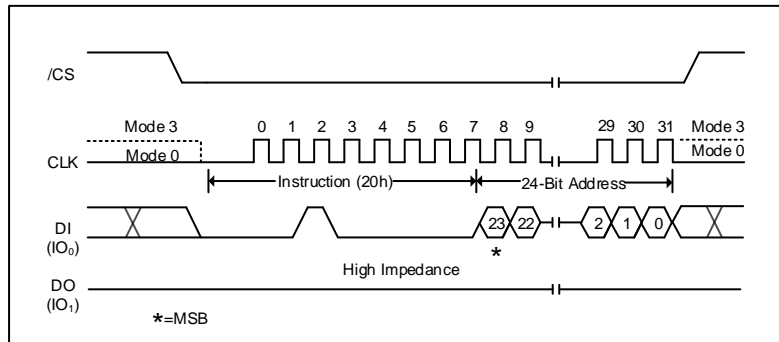 /CS
Mode 3
0 1 2 3 4 5 6 7 8 9
29 30 31
Mode 3
CLK
Mode 0
Mode 0
Instruction (20h)
24-Bit Address
DI
(IO₀)
23 22
2 1 0
*
High Impedance
DO
(IO₁)
*=MSB